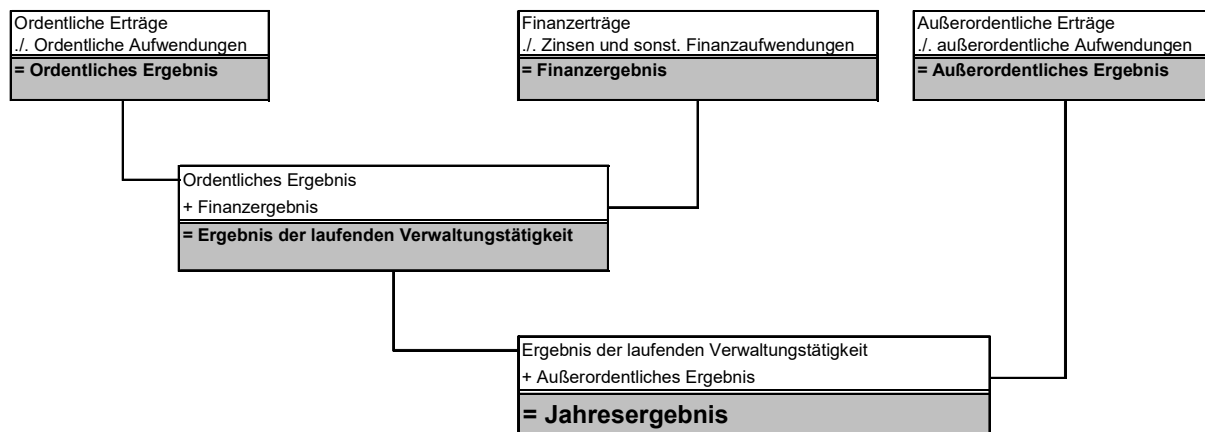 Ordentliche Erträge
./. Ordentliche Aufwendungen
= Ordentliches Ergebnis
Finanzerträge
./. Zinsen und sonst. Finanzaufwendungen
= Finanzergebnis
Außerordentliche Erträge
./. außerordentliche Aufwendungen
= Außerordentliches Ergebnis
Ordentliches Ergebnis
+ Finanzergebnis
= Ergebnis der laufenden Verwaltungstätigkeit
Ergebnis der laufenden Verwaltungstätigkeit
+ Außerordentliches Ergebnis
= Jahresergebnis